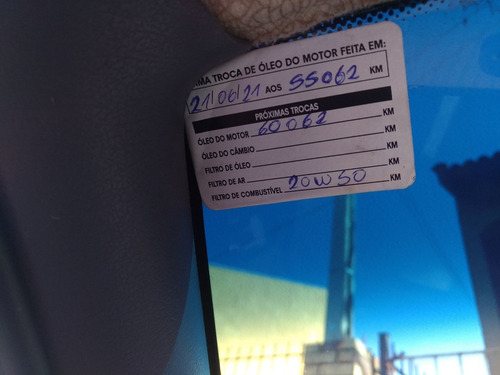 MA TROCA DE ÓLEO DO MOTOR FEITA EM:
21/06/21 AOS 55062 KM
PRÓXIMAS TROCAS
ÓLEO DO MOTOR 60062 KM
ÓLEO DO CÂMBIO KM
FILTRO DE ÓLEO KM
FILTRO DE AR KM
FILTRO DE COMBUSTÍVEL 20W50 KM